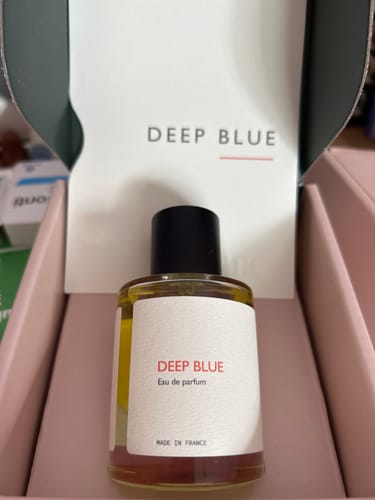 DEEP BLUE
DEEP BLUE
Eau de parfum
MADE IN FRANCE